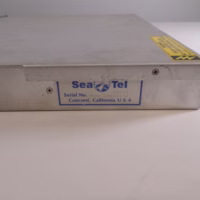 Sea Tel
Serial No.
Concord, California U S A